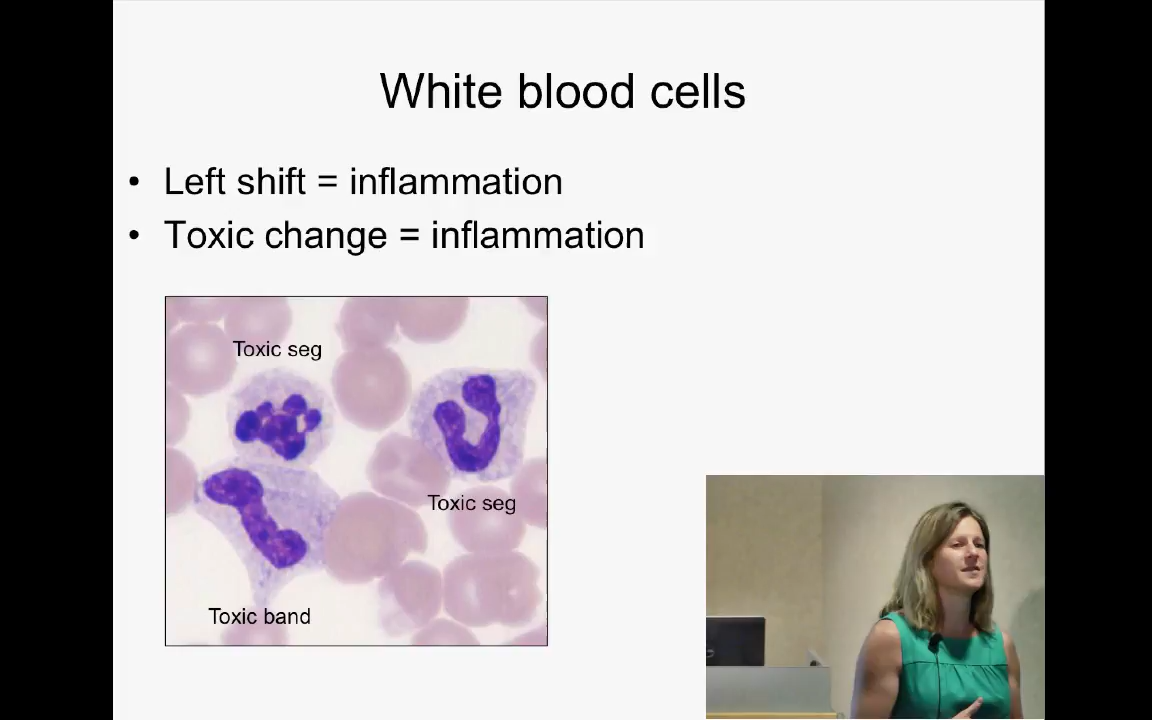 White blood cells
• Left shift = inflammation
• Toxic change = inflammation
Toxic seg
Toxic seg
Toxic band